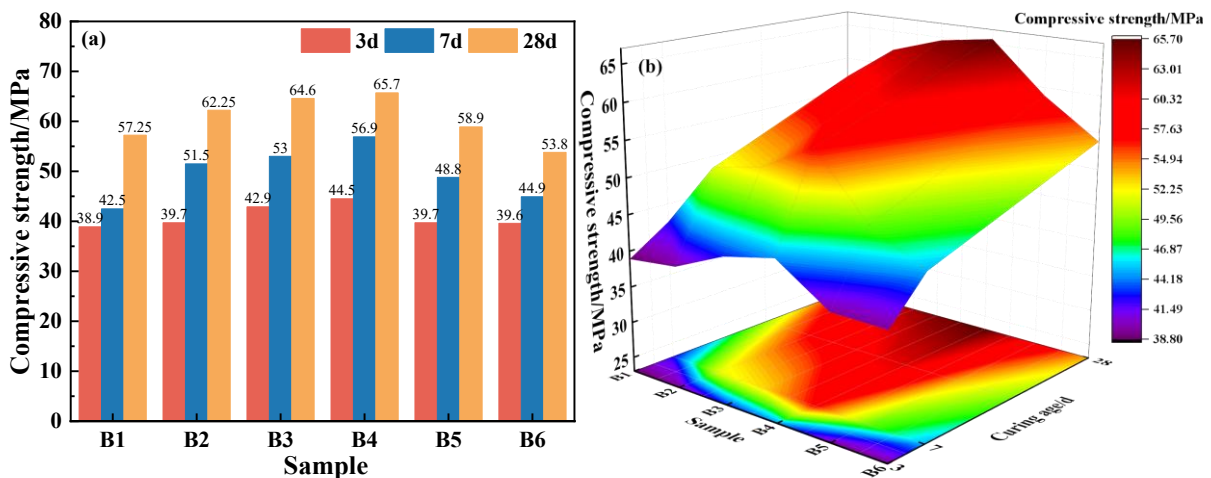 (a)
3d 7d 28d
Compressive strength/MPa
80
70
60
50
40
30
20
10
0
38.9 42.5 57.25
39.7 51.5 62.25
42.9 53 64.6
44.5 56.9 65.7
39.7 48.8 58.9
39.6 44.9 53.8
B1 B2 B3 B4 B5 B6
Sample
(b)
Compressive strength/MPa
65
60
55
50
45
40
35
30
25
B1
B2
B3
B4
B5
B6
Sample
3
7
28
Curing age/d
Compressive strength/MPa
65.70
63.01
60.32
57.63
54.94
52.25
49.56
46.87
44.18
41.49
38.80